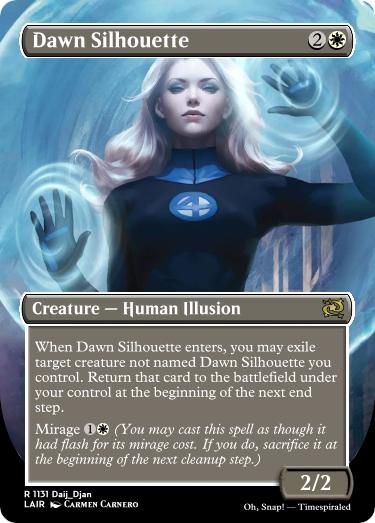 Dawn Silhouette 2
4
Creature — Human Illusion
When Dawn Silhouette enters, you may exile
target creature not named Dawn Silhouette you
control. Return that card to the battlefield under
your control at the beginning of the next end
step.
Mirage 1 (You may cast this spell as though it
had flash for its mirage cost. If you do, sacrifice it at
the beginning of the next cleanup step.)
2/2
R 1131 Daij_Djan
LAIR Carmen Carnero
Oh, Snap! — Timespiraled